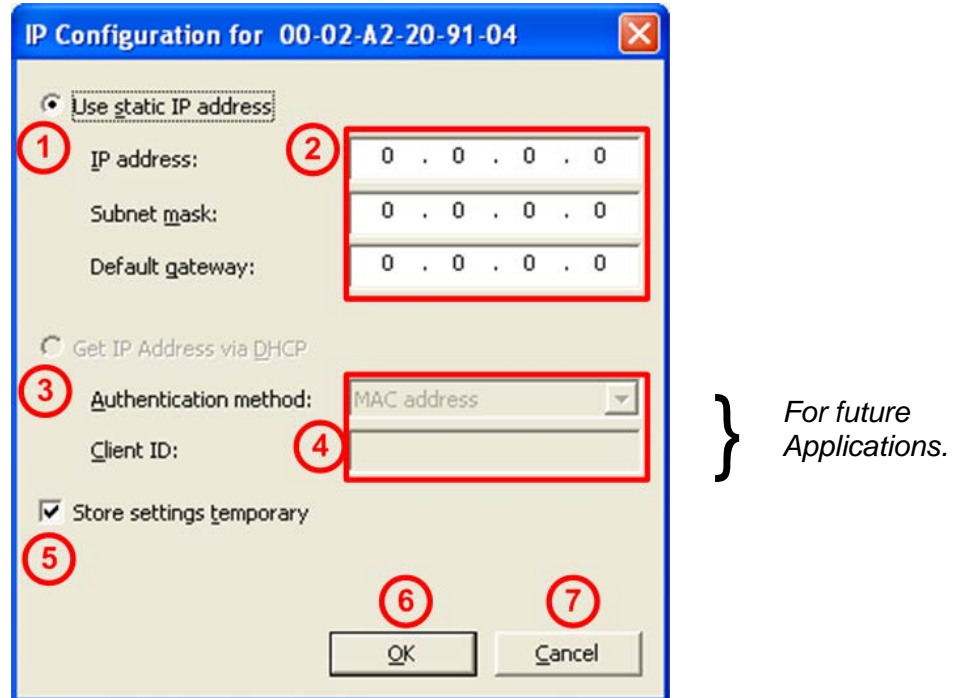 IP Configuration for 00-02-A2-20-91-04
Use static IP address
1
IP address:
2
0 . 0 . 0 . 0
Subnet mask:
0 . 0 . 0 . 0
Default gateway:
0 . 0 . 0 . 0
Get IP Address via DHCP
3
Authentication method:
MAC address
Client ID:
4
} For future
Applications.
Store settings temporary
5
6
7
OK
Cancel